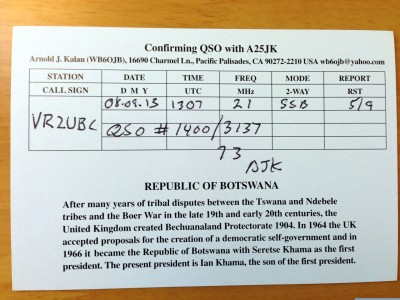 Confirming QSO with A25JK
Arnold J. Kalan (WB6OJB), 16690 Charmel Ln., Pacific Palisades, CA 90272-2210 USA wb6ojb@yahoo.com
STATION DATE TIME FREQ MODE REPORT
CALL SIGN D M Y UTC MHz 2-WAY RST
VR2UBC 08.09.13 1307 21 SSB 5/9
QSO # 1400/3137
73
AJK
REPUBLIC OF BOTSWANA
After many years of tribal disputes between the Tswana and Ndebele
tribes and the Boer War in the late 19th and early 20th centuries, the
United Kingdom created Bechuanaland Protectorate 1904. In 1964 the UK
accepted proposals for the creation of a democratic self-government and in
1966 it became the Republic of Botswana with Seretse Khama as the first
president. The present president is Ian Khama, the son of the first president.